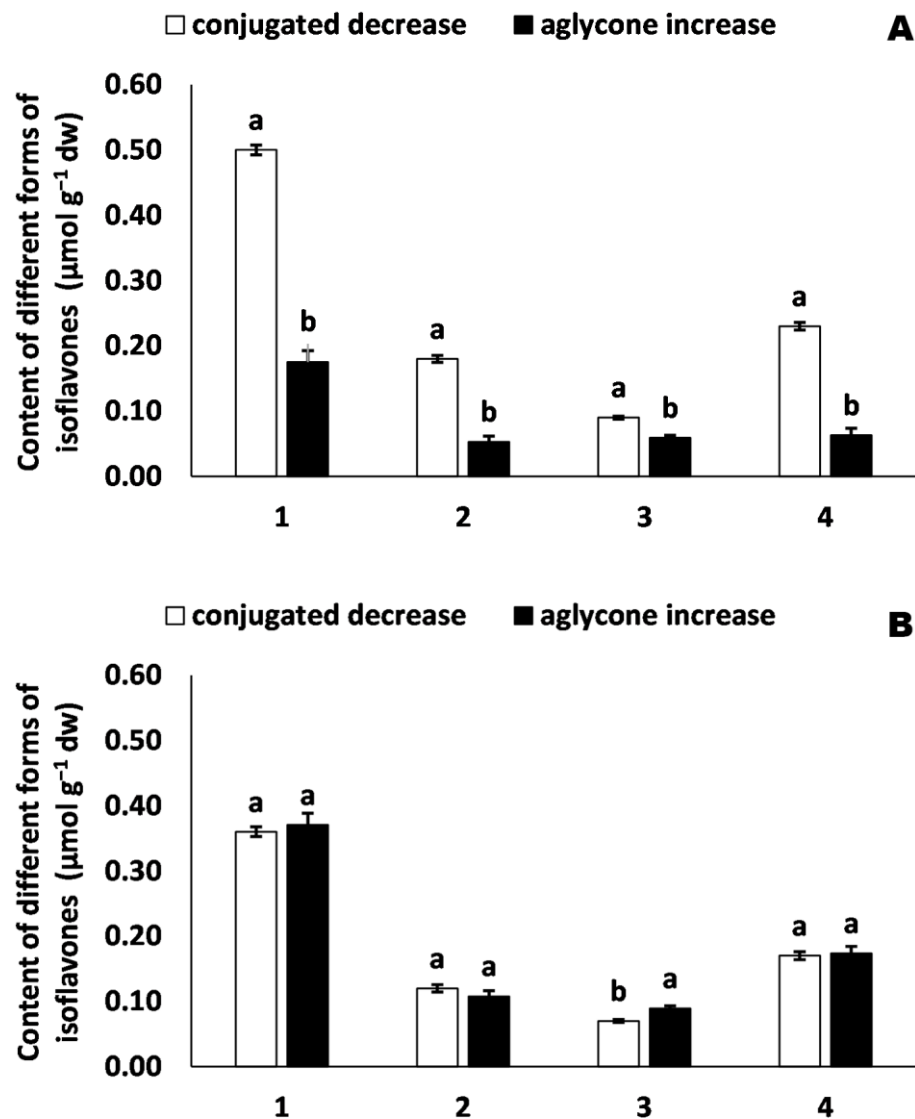 conjugated decrease aglycone increase A
Content of different forms of
isoflavones (µmol g⁻¹ dw)
0.60
0.50
0.40
0.30
0.20
0.10
0.00
a
b
a
b
a
b
a
b
1 2 3 4
conjugated decrease aglycone increase B
Content of different forms of
isoflavones (µmol g⁻¹ dw)
0.60
0.50
0.40
0.30
0.20
0.10
0.00
a a
a a
b a
a a
1 2 3 4